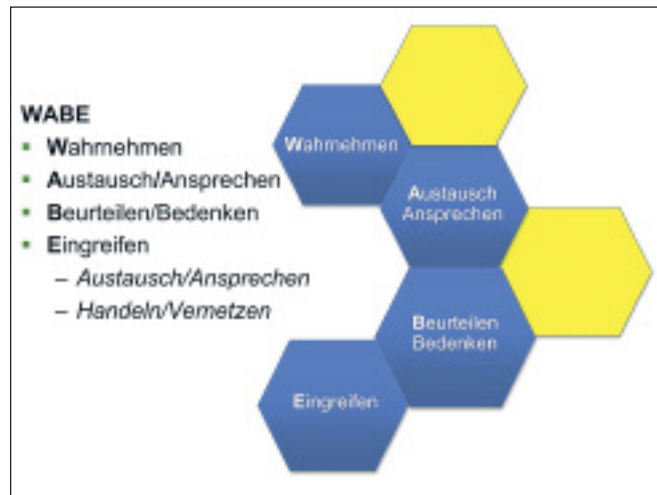 WABE
▪ Wahrnehmen
▪ Austausch/Ansprechen
▪ Beurteilen/Bedenken
▪ Eingreifen
– Austausch/Ansprechen
– Handeln/Vernetzen
Wahrnehmen
Austausch
Ansprechen
Beurteilen
Bedenken
Eingreifen